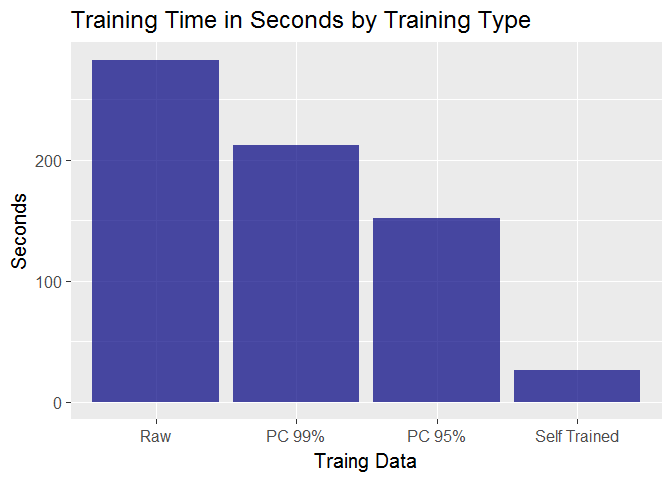 Training Time in Seconds by Training Type
Seconds
200
100
0
Raw PC 99% PC 95% Self Trained
Traing Data